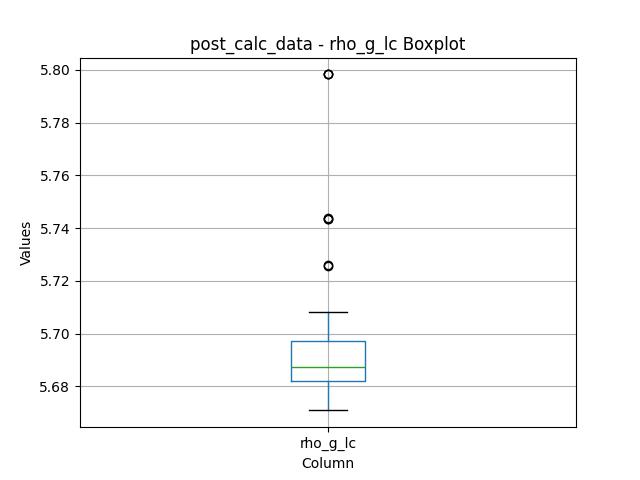 post_calc_data - rho_g_lc Boxplot
5.80
5.78
5.76
5.74
5.72
5.70
5.68
Values
rho_g_lc
Column